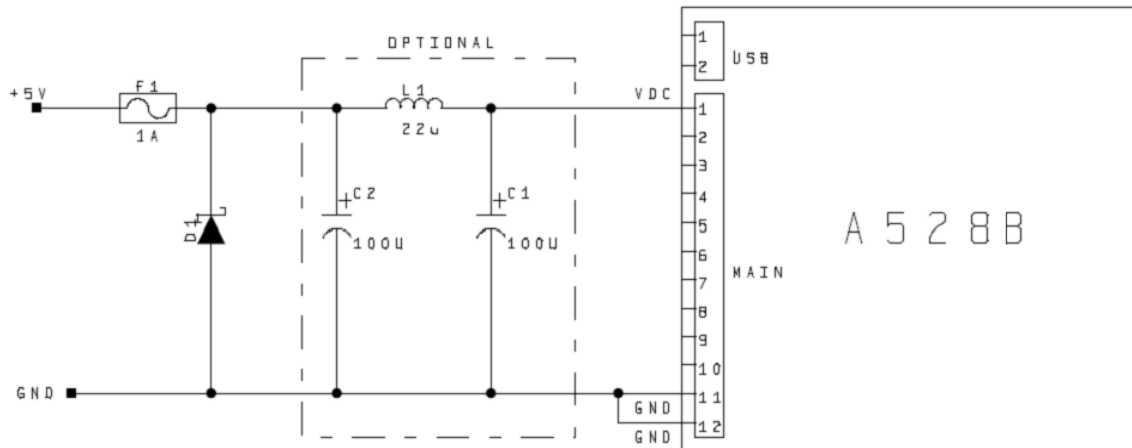 OPTIONAL
+5V
F1
1A
D1
C2
100U
L1
22u
C1
100U
VDC
GND
GND
GND
1
2
USB
1
2
3
4
5
6
7
8
9
10
11
12
MAIN
A528B